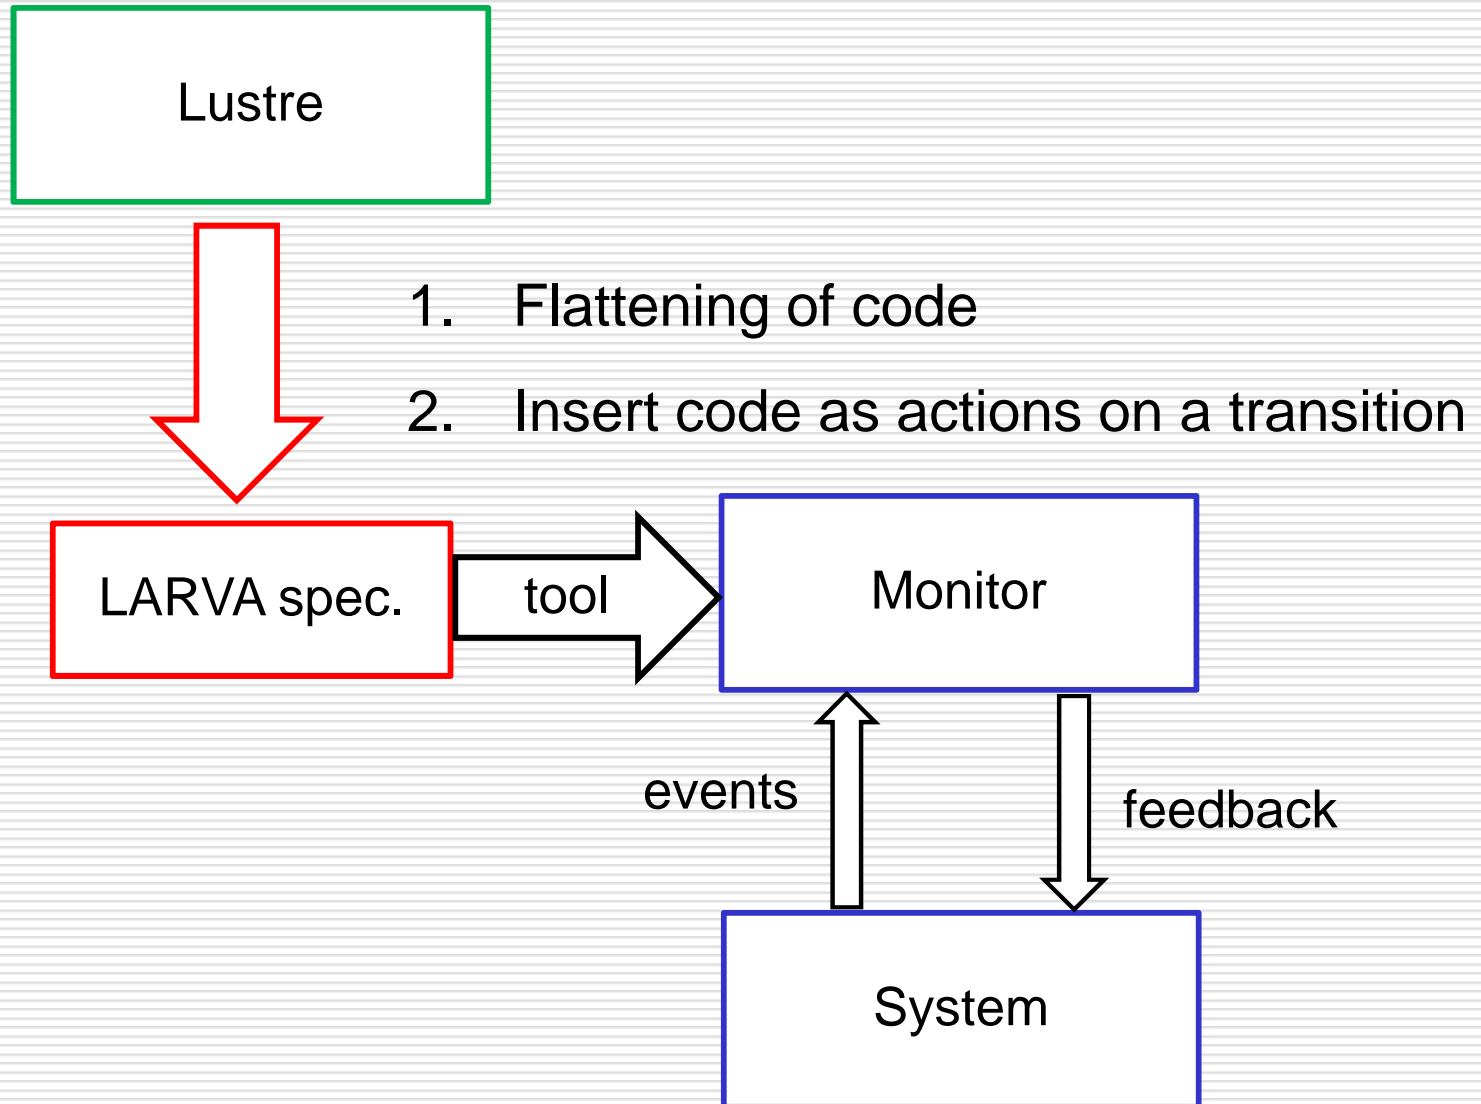 Lustre
1. Flattening of code
2. Insert code as actions on a transition
LARVA spec.
tool
Monitor
events
feedback
System